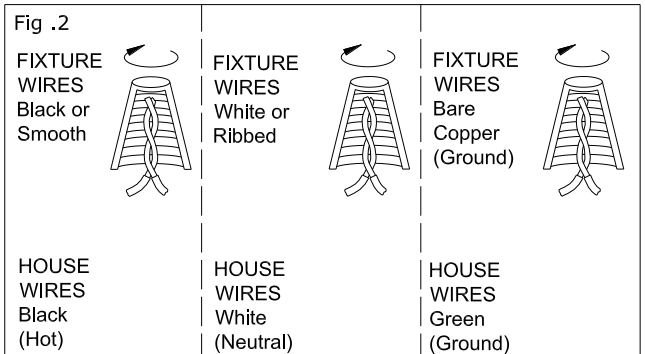 Fig .2
FIXTURE
WIRES
Black or
Smooth
FIXTURE
WIRES
White or
Ribbed
FIXTURE
WIRES
Bare
Copper
(Ground)
HOUSE
WIRES
Black
(Hot)
HOUSE
WIRES
White
(Neutral)
HOUSE
WIRES
Green
(Ground)